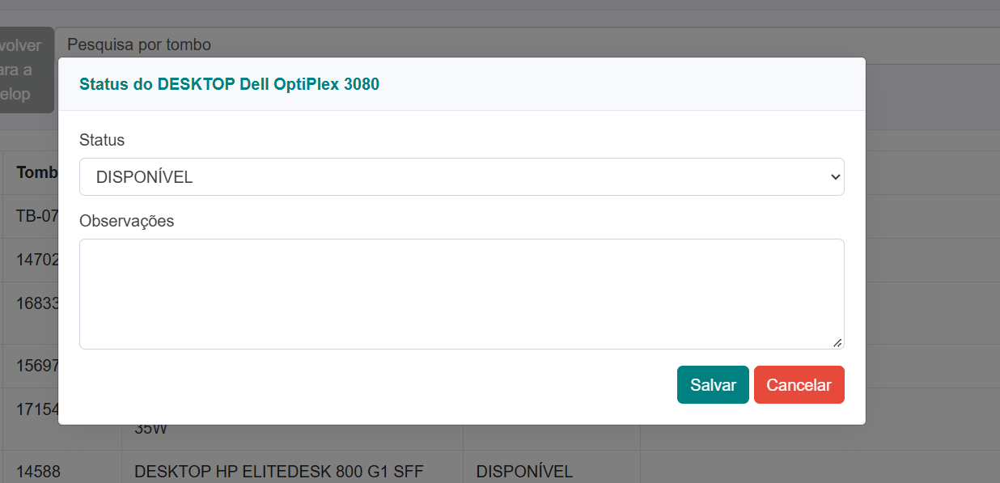 volver
Pesquisa por tombo
ara a
elop
Status do DESKTOP Dell OptiPlex 3080
Status
DISPONÍVEL
Observações
Salvar
Cancelar
Tomb
TB-07
14702
16833
15697
17154
35W
14588
DESKTOP HP ELITEDESK 800 G1 SFF
DISPONÍVEL